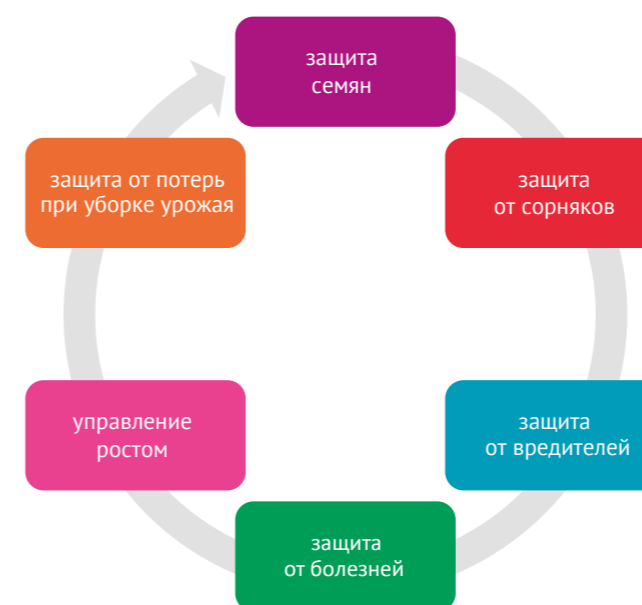 защита
семян
защита
от сорняков
защита
от вредителей
защита
от болезней
управление
ростом
защита от потерь
при уборке урожая